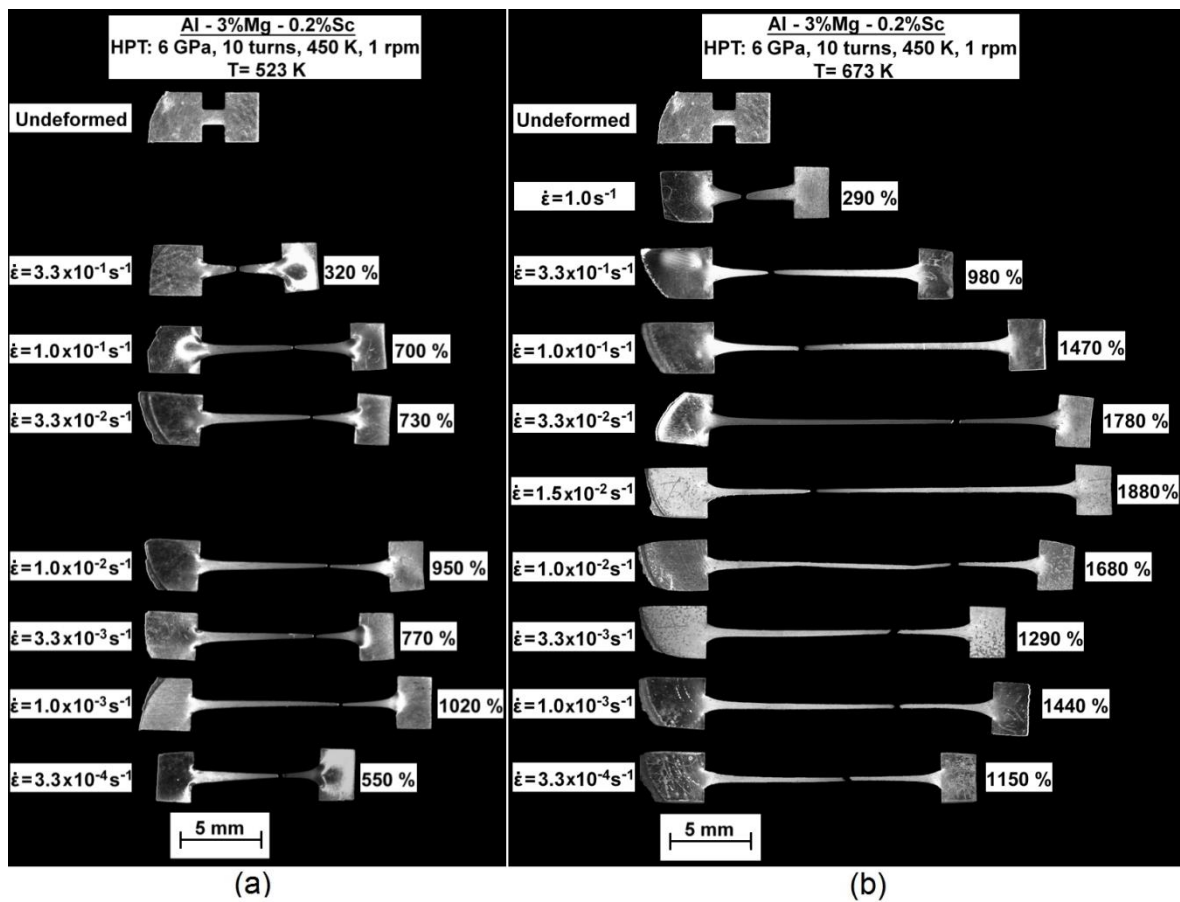 Al - 3%Mg - 0.2%Sc
HPT: 6 GPa, 10 turns, 450 K, 1 rpm
T= 523 K
Undeformed
ε̇=3.3x10⁻¹s⁻¹ 320 %
ε̇=1.0x10⁻¹s⁻¹ 700 %
ε̇=3.3x10⁻²s⁻¹ 730 %
ε̇=1.0x10⁻²s⁻¹ 950 %
ε̇=3.3x10⁻³s⁻¹ 770 %
ε̇=1.0x10⁻³s⁻¹ 1020 %
ε̇=3.3x10⁻⁴s⁻¹ 550 %
5 mm
(a)
Al - 3%Mg - 0.2%Sc
HPT: 6 GPa, 10 turns, 450 K, 1 rpm
T= 673 K
Undeformed
ε̇=1.0s⁻¹ 290 %
ε̇=3.3x10⁻¹s⁻¹ 980 %
ε̇=1.0x10⁻¹s⁻¹ 1470 %
ε̇=3.3x10⁻²s⁻¹ 1780 %
ε̇=1.5x10⁻²s⁻¹ 1880%
ε̇=1.0x10⁻²s⁻¹ 1680 %
ε̇=3.3x10⁻³s⁻¹ 1290 %
ε̇=1.0x10⁻³s⁻¹ 1440 %
ε̇=3.3x10⁻⁴s⁻¹ 1150 %
5 mm
(b)